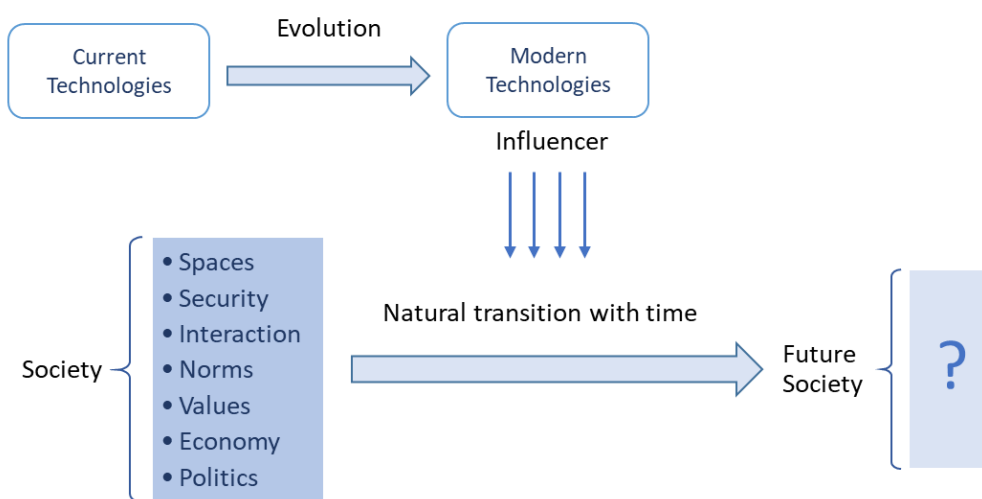 Evolution
Current
Technologies
Modern
Technologies
Influencer
• Spaces
• Security
• Interaction
• Norms
• Values
• Economy
• Politics
Society
Natural transition with time
Future
Society
?